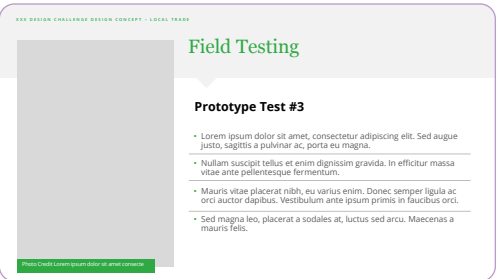 EXO DESIGN CHALLENGE DESIGN CONCEPT - LOCAL TRADE
Field Testing
Prototype Test #3
• Lorem ipsum dolor sit amet, consectetur adipiscing elit. Sed augue
justo, sagittis a pulvinar ac, porta eu magna.
• Nullam suscipit tellus et enim dignissim gravida. In efficitur massa
vitae ante pellentesque fermentum.
• Mauris vitae placerat nibh, eu varius enim. Donec semper ligula ac
orci auctor dapibus. Vestibulum ante ipsum primis in faucibus orci.
• Sed magna leo, placerat a sodales at, luctus sed arcu. Maecenas a
mauris felis.
Photo Credit Lorem ipsum dolor sit amet consecte